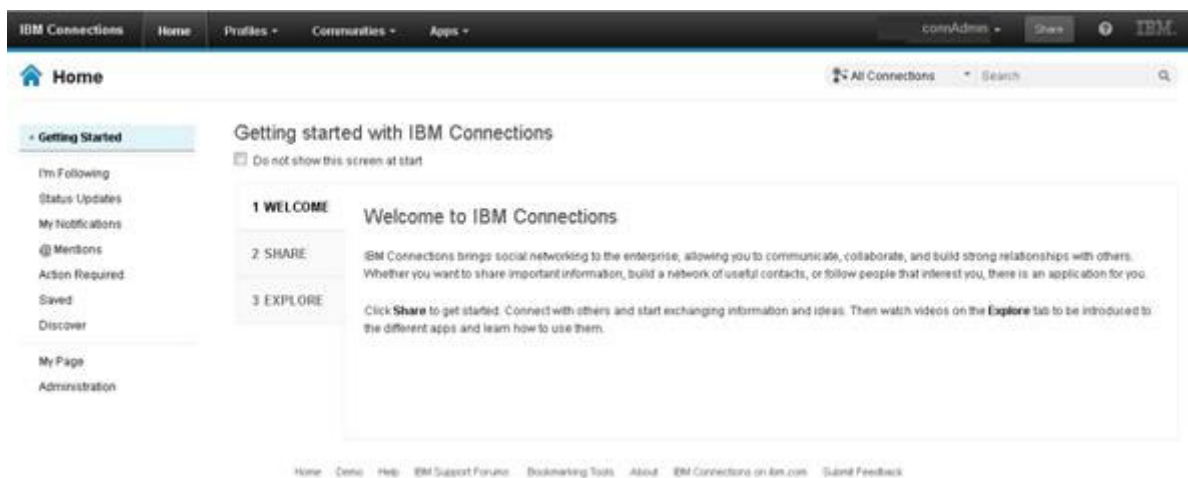 IBM Connections Home Profiles Communities Apps connAdmin Share ? IBM.
Home All Connections Search
Getting Started
I'm Following
Status Updates
My Notifications
@ Mentions
Action Required
Saved
Discover
My Page
Administration
Getting started with IBM Connections
Do not show this screen at start
1 WELCOME
2 SHARE
3 EXPLORE
Welcome to IBM Connections
IBM Connections brings social networking to the enterprise, allowing you to communicate, collaborate, and build strong relationships with others.
Whether you want to share important information, build a network of useful contacts, or follow people that interest you, there is an application for you.
Click Share to get started. Connect with others and start exchanging information and ideas. Then watch videos on the Explore tab to be introduced to
the different apps and learn how to use them.
Home Demo Help IBM Support Forums Bookmarking Tools About IBM Connections on ibm.com Submit Feedback